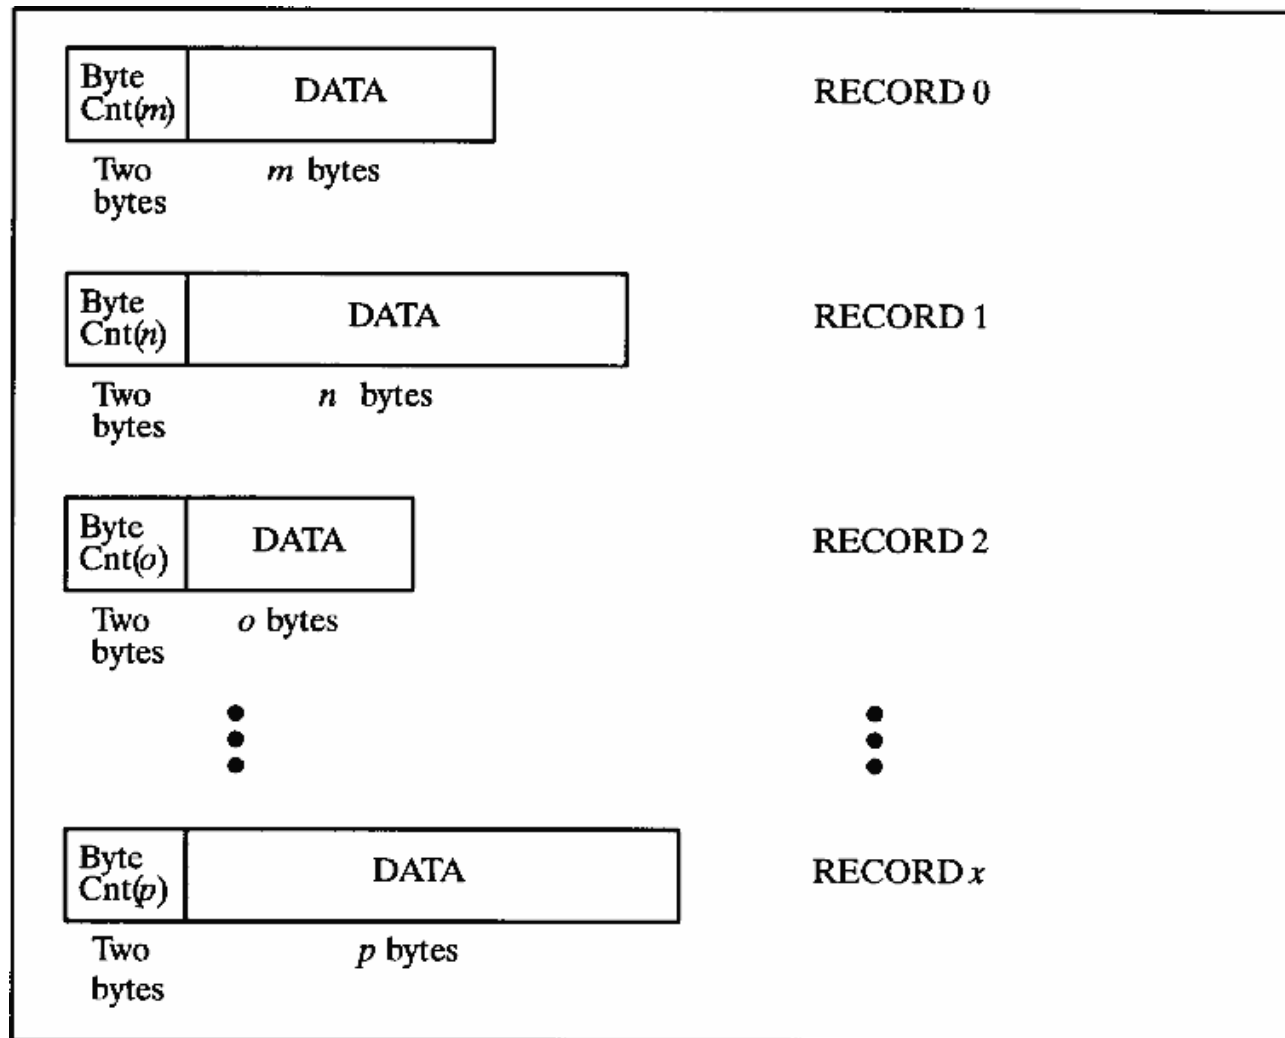 Byte
Cnt(m)
DATA
RECORD 0
Two
bytes
m bytes
Byte
Cnt(n)
DATA
RECORD 1
Two
bytes
n bytes
Byte
Cnt(o)
DATA
RECORD 2
Two
bytes
o bytes
Byte
Cnt(p)
DATA
RECORD x
Two
bytes
p bytes